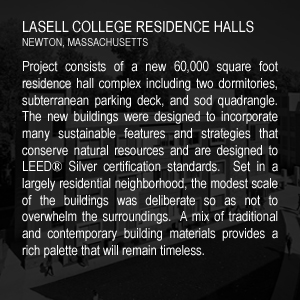 LASELL COLLEGE RESIDENCE HALLS
NEWTON, MASSACHUSETTS
Project consists of a new 60,000 square foot
residence hall complex including two dormitories,
subterranean parking deck, and sod quadrangle.
The new buildings were designed to incorporate
many sustainable features and strategies that
conserve natural resources and are designed to
LEED® Silver certification standards. Set in a
largely residential neighborhood, the modest scale
of the buildings was deliberate so as not to
overwhelm the surroundings. A mix of traditional
and contemporary building materials provides a
rich palette that will remain timeless.